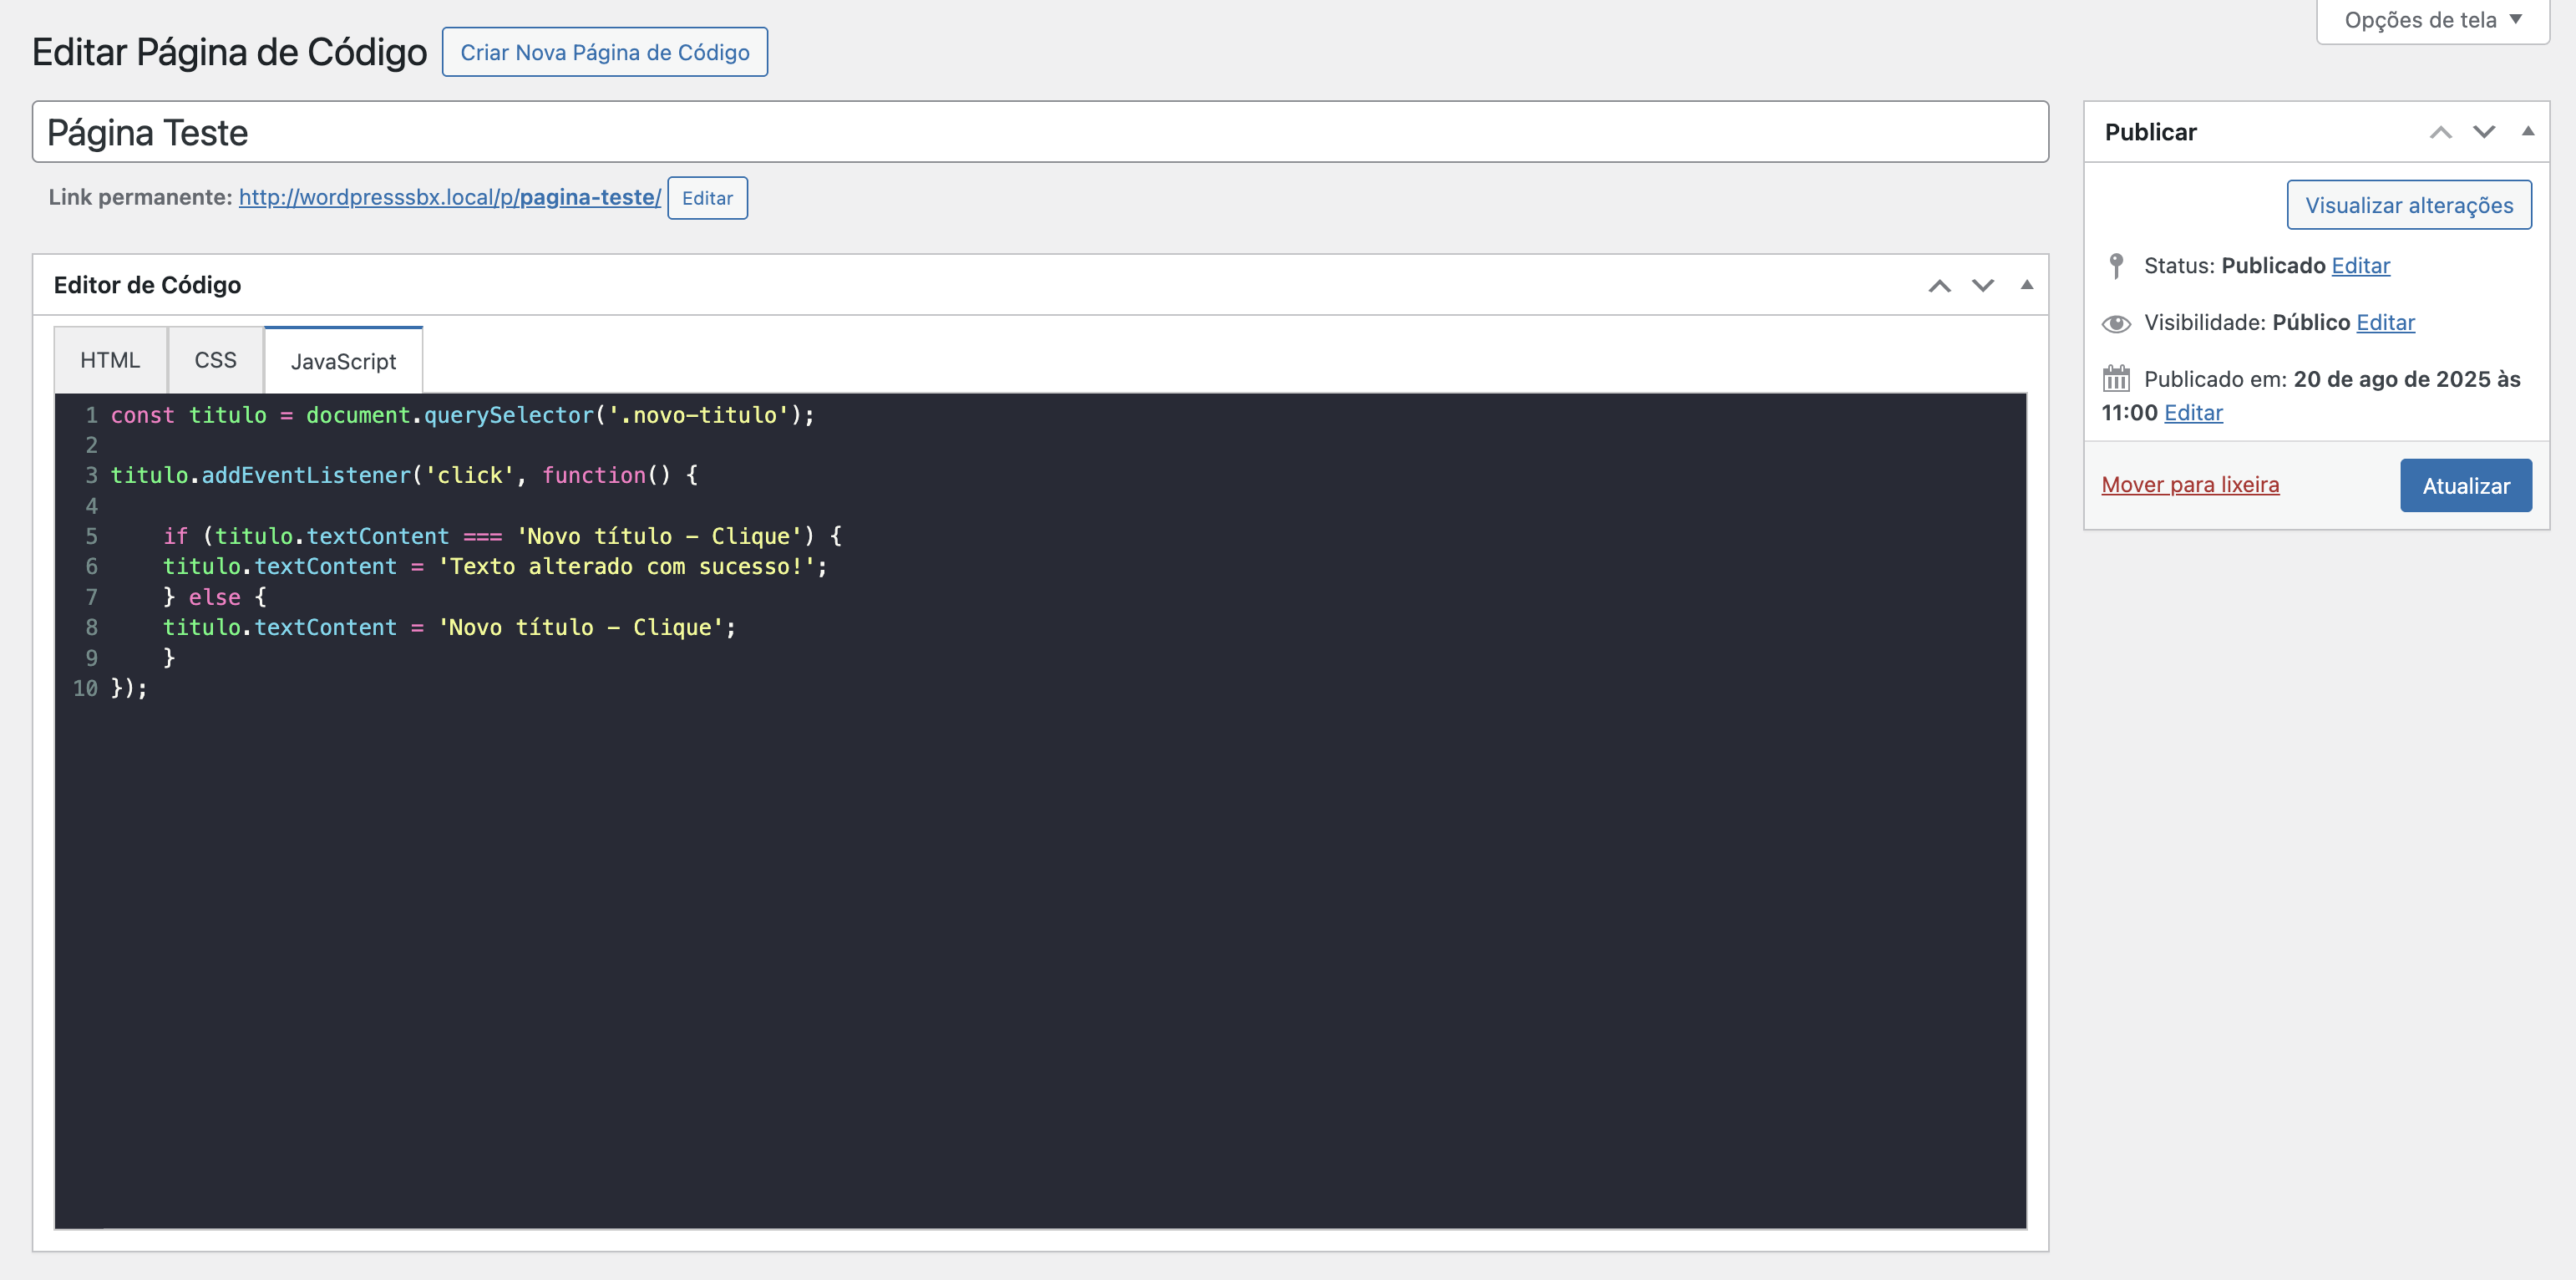 Opções de tela ▼
Editar Página de Código Criar Nova Página de Código
Página Teste
Link permanente: http://wordpresssbx.local/p/pagina-teste/ Editar
Editor de Código
HTML CSS JavaScript
1 const titulo = document.querySelector('.novo-titulo');
2
3 titulo.addEventListener('click', function() {
4
5     if (titulo.textContent === 'Novo título - Clique') {
6     titulo.textContent = 'Texto alterado com sucesso!';
7     } else {
8     titulo.textContent = 'Novo título - Clique';
9     }
10 });
Publicar
Visualizar alterações
Status: Publicado Editar
Visibilidade: Público Editar
Publicado em: 20 de ago de 2025 às
11:00 Editar
Mover para lixeira Atualizar